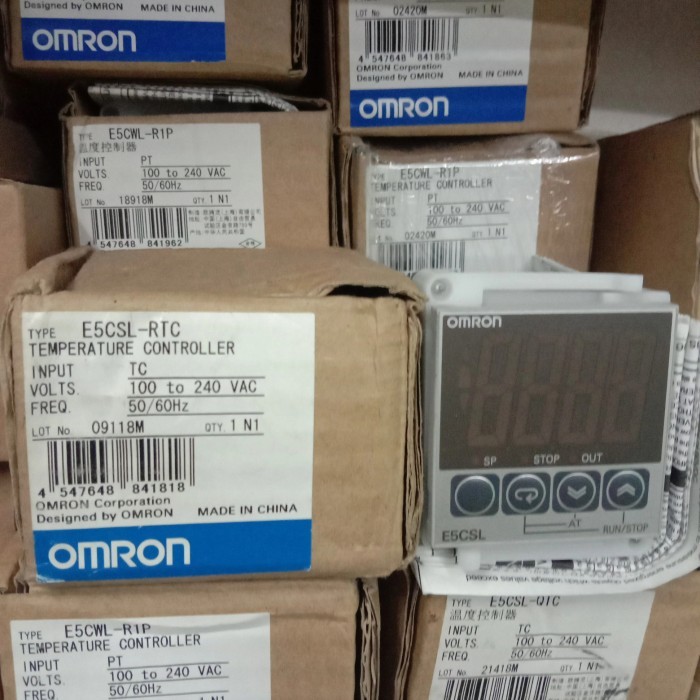 OMRON Corporation
Designed by OMRON MADE IN CHINA
OMRON
LOT No 02420M QTY. 1 N1
4 547648 841863
OMRON Corporation
Designed by OMRON MADE IN CHINA
OMRON
TYPE E5CWL-R1P
温度控制器
INPUT PT
VOLTS 100 to 240 VAC
FREQ. 50/60Hz
LOT No 18918M QTY. 1 N1
4 547648 841962
TYPE E5CWL-R1P
TEMPERATURE CONTROLLER
INPUT PT
VOLTS 100 to 240 VAC
FREQ 50/60Hz
02420M QTY. 1 N1
TYPE E5CSL-RTC
TEMPERATURE CONTROLLER
INPUT TC
VOLTS. 100 to 240 VAC
FREQ. 50/60Hz
LOT No. 09118M QTY. 1 N1
4 547648 841818
OMRON Corporation
Designed by OMRON MADE IN CHINA
OMRON
OMRON
SP STOP OUT
AT
E5CSL RUN/STOP
TYPE E5CWL-R1P
TEMPERATURE CONTROLLER
INPUT PT
VOLTS 100 to 240 VAC
FREQ. 50/60Hz
TYPE E5CSL-QTC
温度控制器
INPUT TC
VOLTS 100 to 240 VAC
FREQ. 50/60Hz
LOT No 21418M QTY. 1 N1